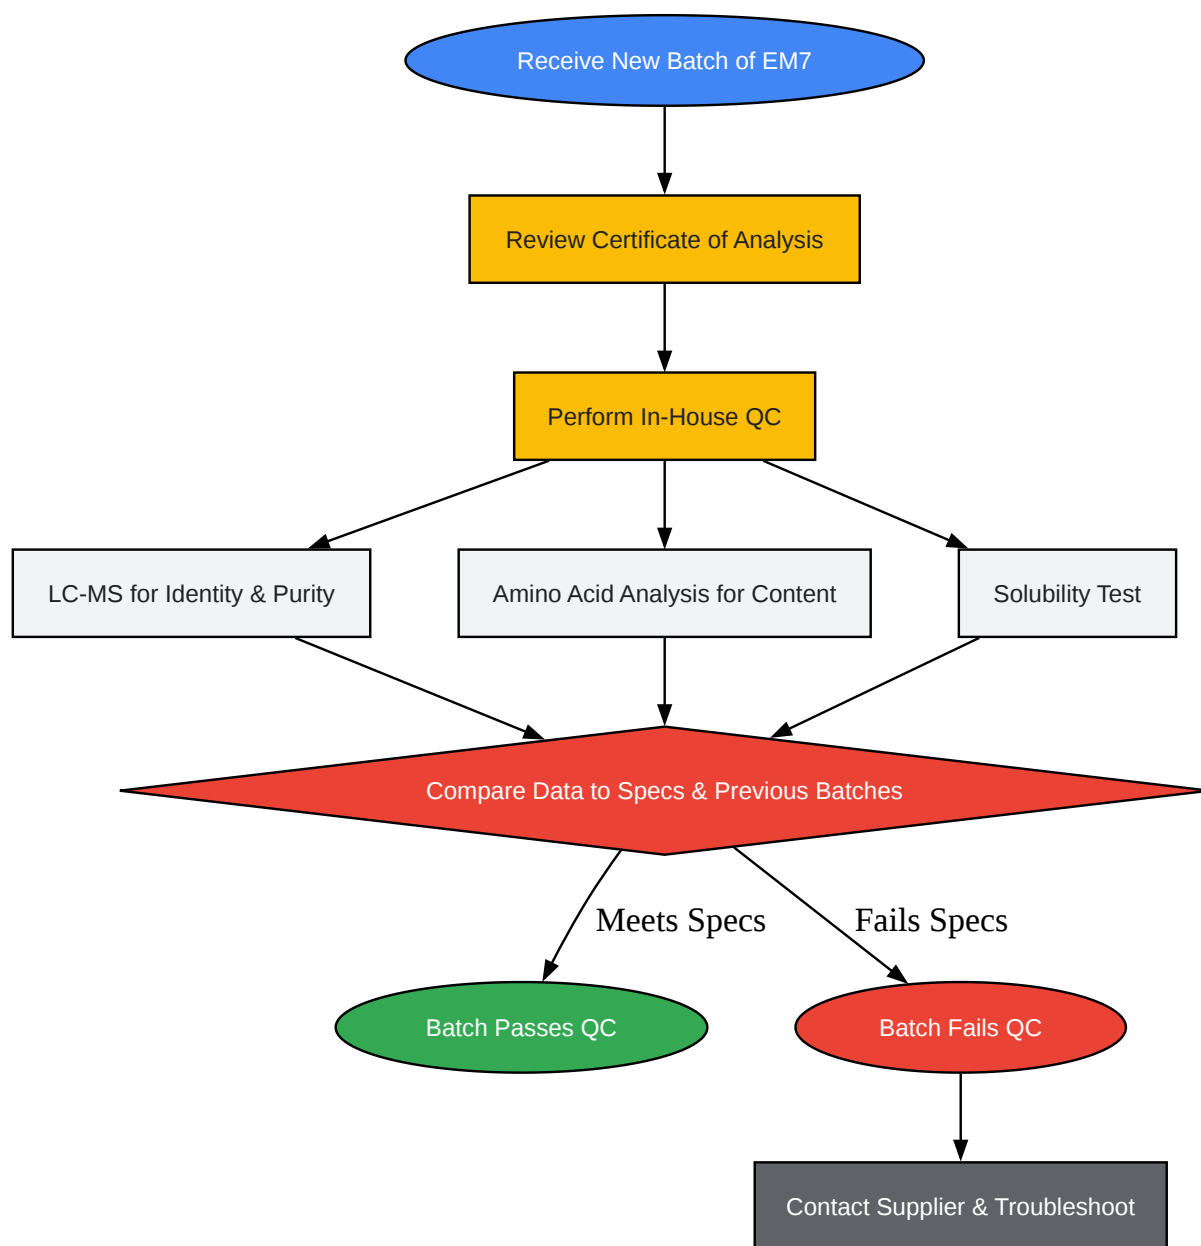 Receive New Batch of EM7
Review Certificate of Analysis
Perform In-House QC
LC-MS for Identity & Purity
Amino Acid Analysis for Content
Solubility Test
Compare Data to Specs & Previous Batches
Meets Specs
Fails Specs
Batch Passes QC
Batch Fails QC
Contact Supplier & Troubleshoot